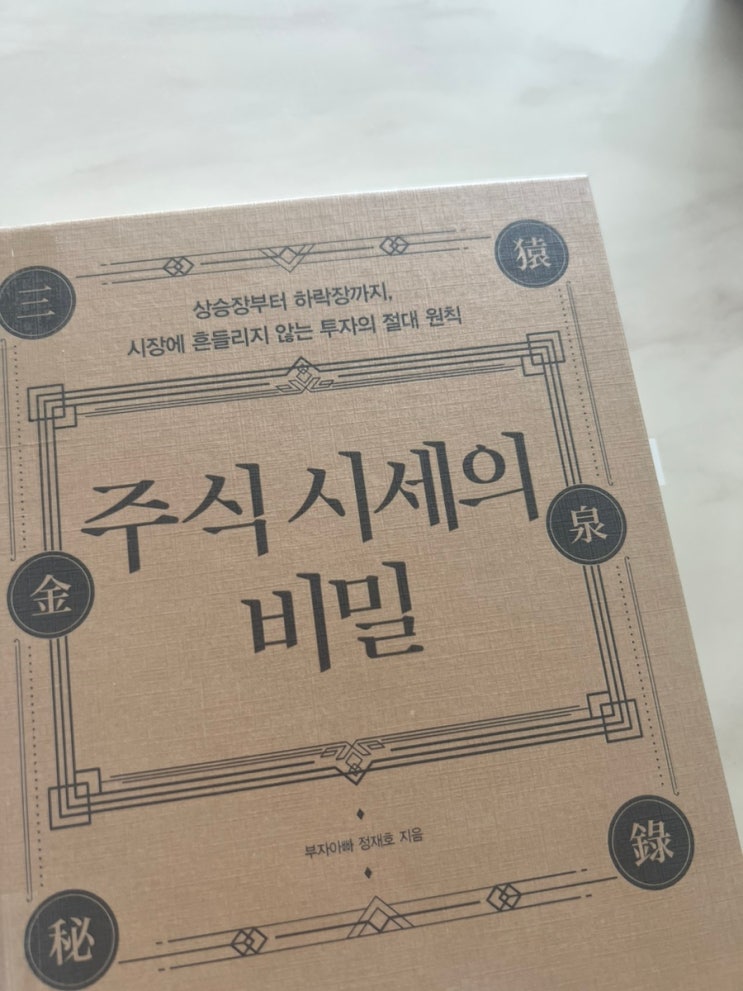 三 猿
상승장부터 하락장까지,
시장에 흔들리지 않는 투자의 절대 원칙
주식 시세의
비밀
金 泉
부자아빠 정재호 지음
秘 錄